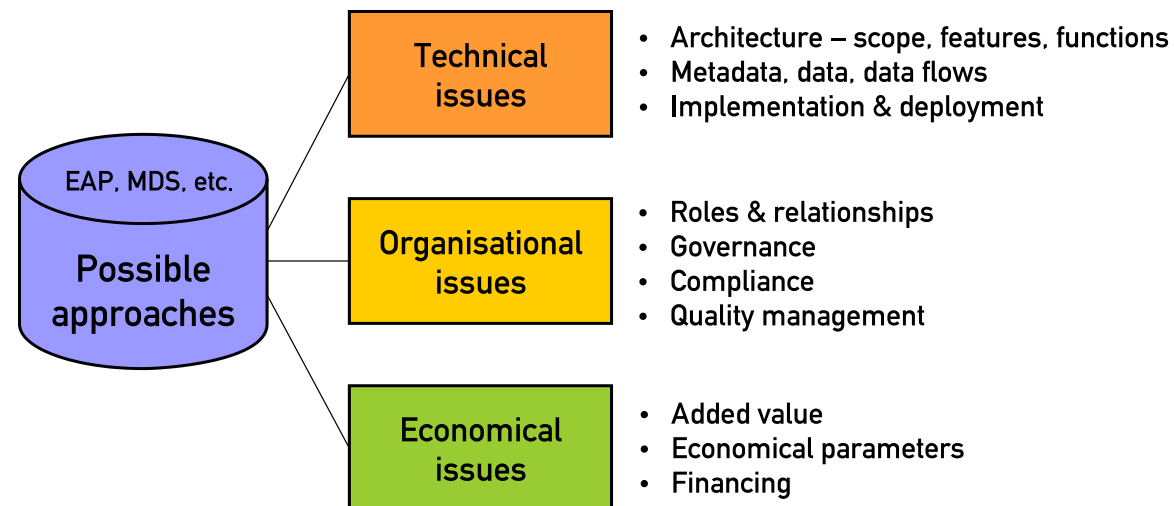 EAP, MDS, etc.
Possible
approaches
Technical
issues
• Architecture – scope, features, functions
• Metadata, data, data flows
• Implementation & deployment
Organisational
issues
• Roles & relationships
• Governance
• Compliance
• Quality management
Economical
issues
• Added value
• Economical parameters
• Financing